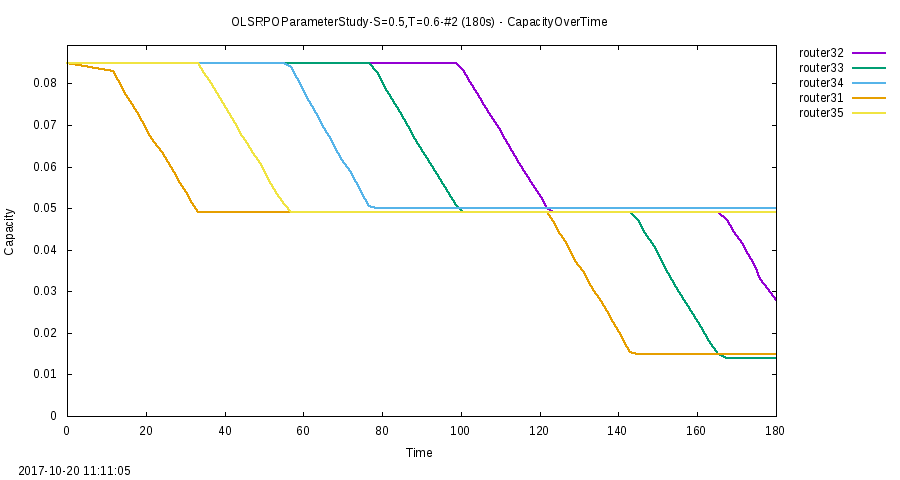 OLSRPOParameterStudy-S=0.5,T=0.6-#2 (180s) - CapacityOverTime
router32
router33
router34
router31
router35
0.08
0.07
0.06
0.05
0.04
0.03
0.02
0.01
0
Capacity
0 20 40 60 80 100 120 140 160 180
Time
2017-10-20 11:11:05